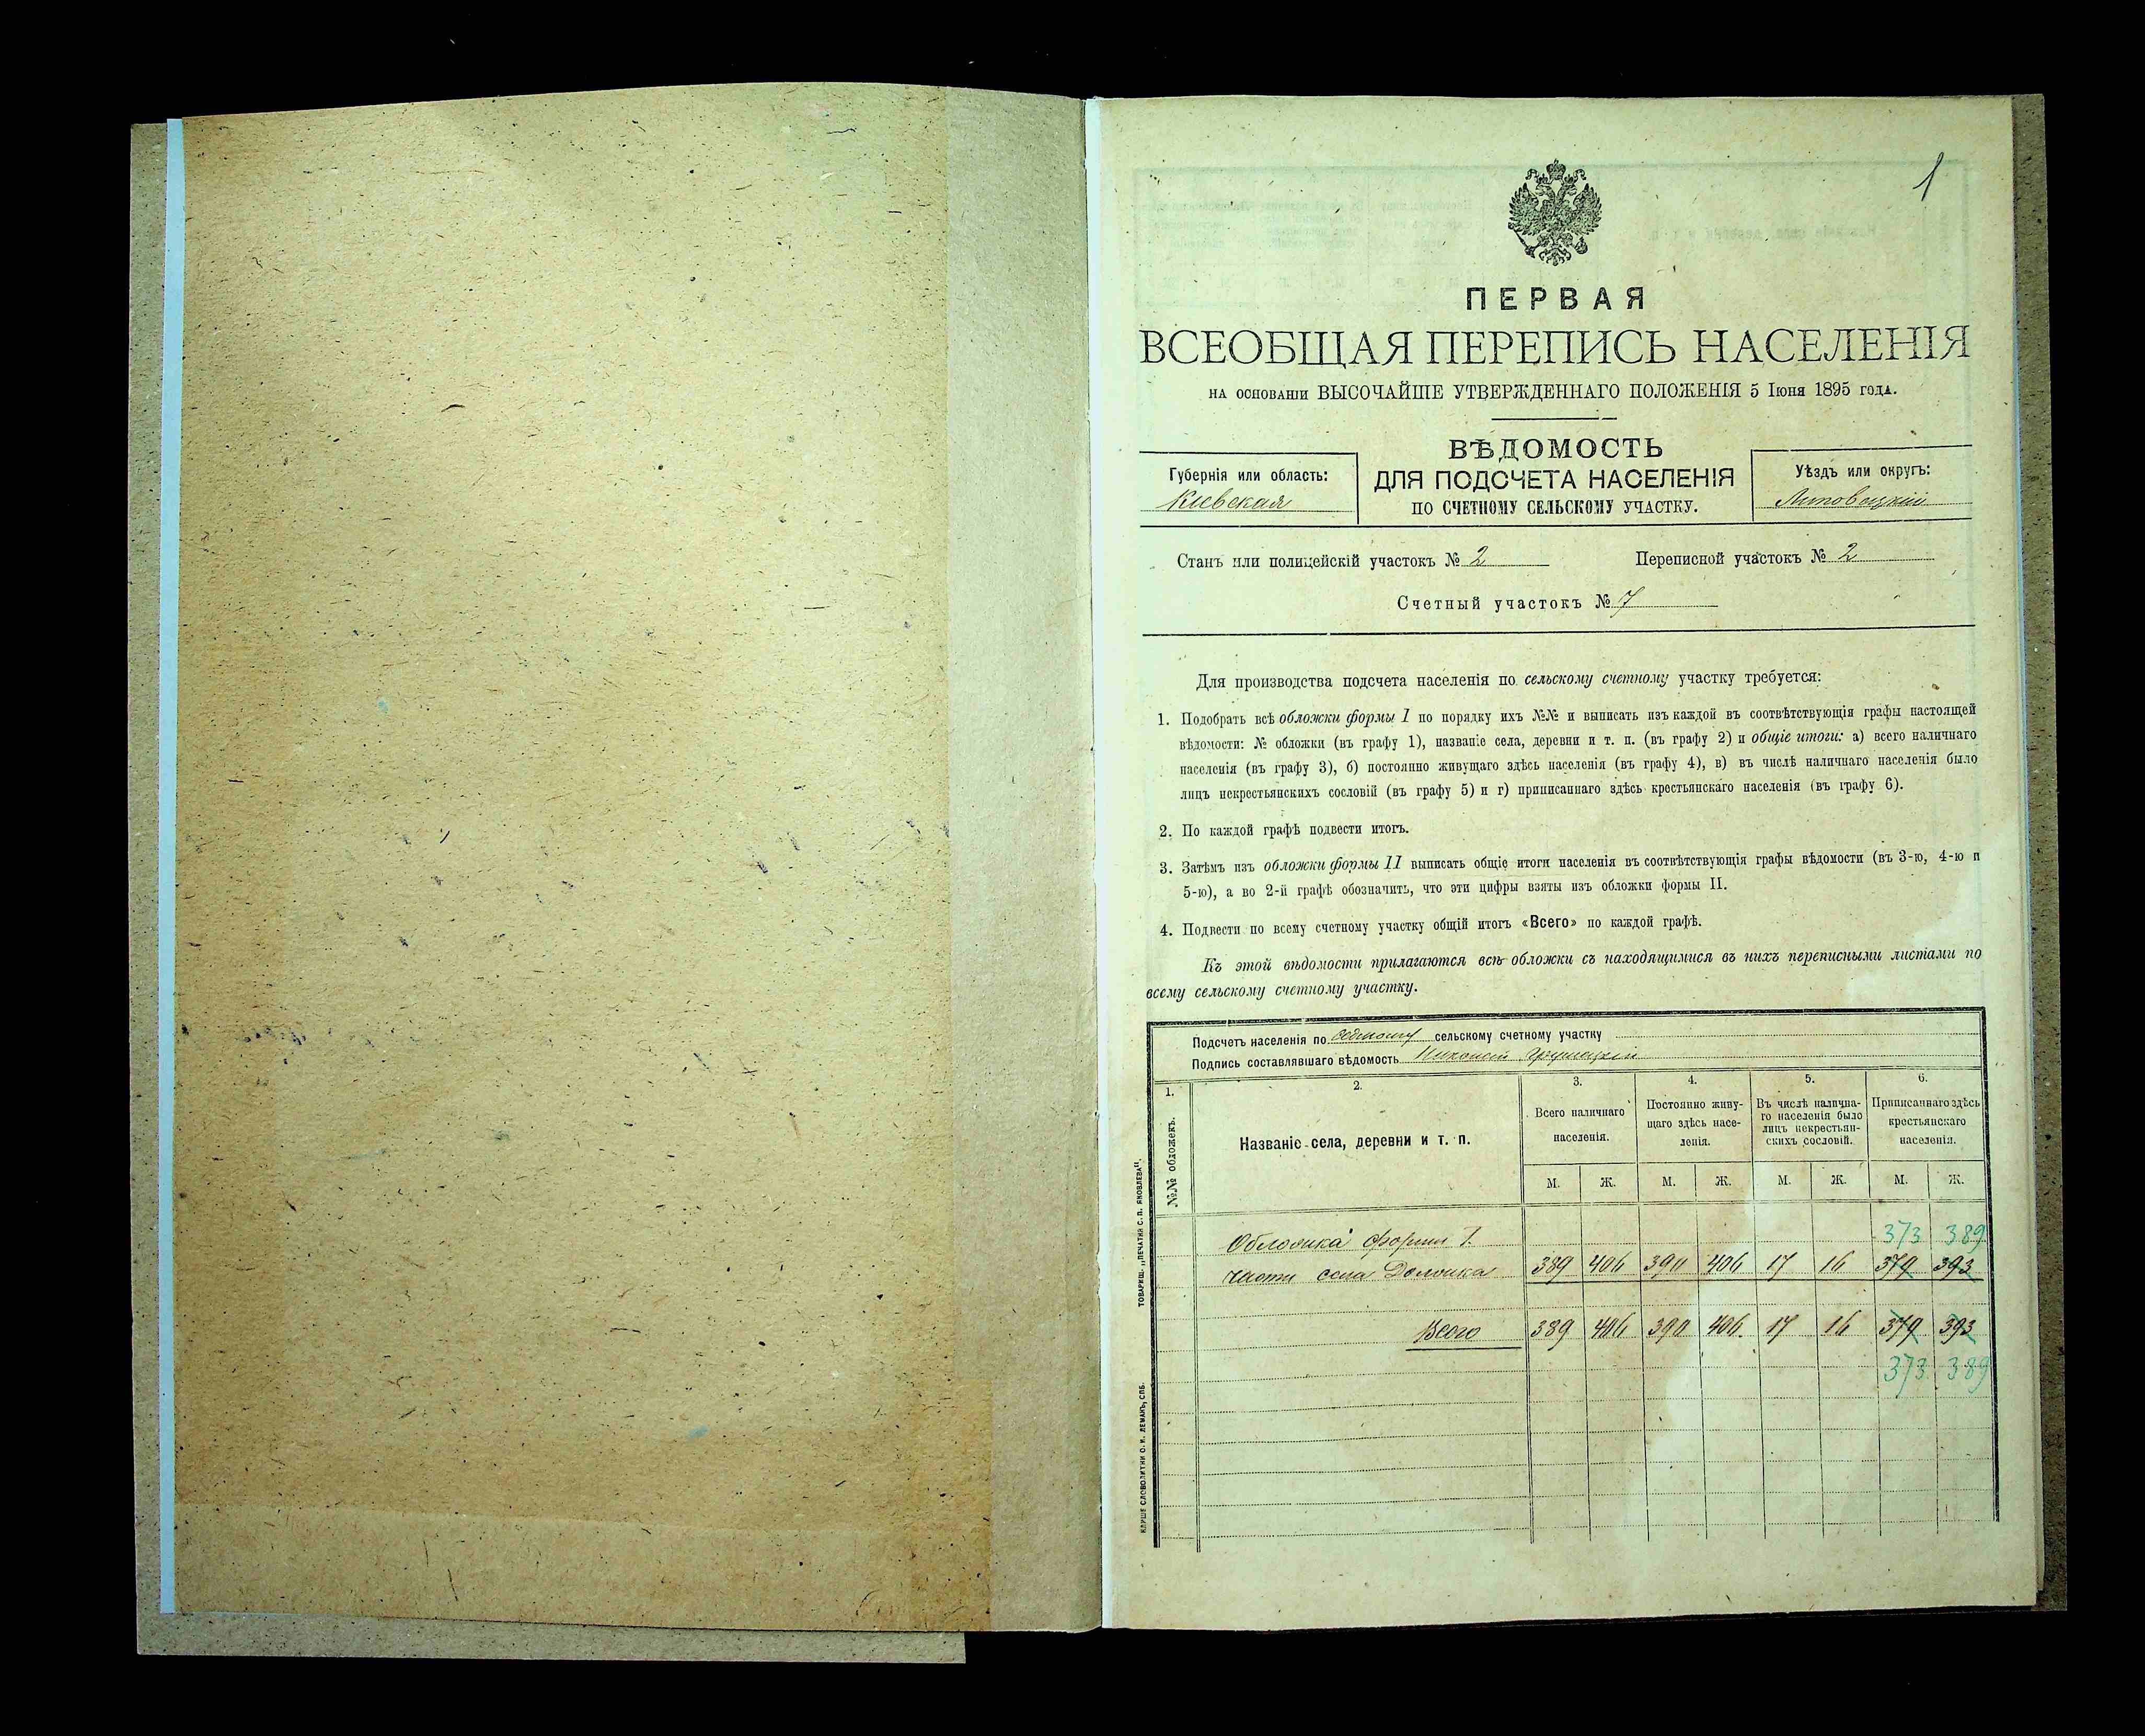 1
ПЕРВАЯ
ВСЕОБЩАЯ ПЕРЕПИСЬ НАСЕЛЕНІЯ
НА ОСНОВАНІИ ВЫСОЧАЙШЕ УТВЕРЖДЕННАГО ПОЛОЖЕНІЯ 5 Іюня 1895 года.
ВѢДОМОСТЬ
ДЛЯ ПОДСЧЕТА НАСЕЛЕНІЯ
ПО СЧЕТНОМУ СЕЛЬСКОМУ УЧАСТКУ.
Губернія или область:
Кіевская
Уѣздъ или округъ:
Липовецкій
Станъ или полицейскій участокъ № 2 Переписной участокъ № 2
Счетный участокъ № 7
Для производства подсчета населенія по сельскому счетному участку требуется:
1. Подобрать всѣ обложки формы I по порядку ихъ №№ и выписать изъ каждой въ соотвѣтствующія графы настоящей
вѣдомости: № обложки (въ графу 1), названіе села, деревни и т. п. (въ графу 2) и общіе итоги: а) всего наличнаго
населенія (въ графу 3), б) постоянно живущаго здѣсь населенія (въ графу 4), в) въ числѣ наличнаго населенія было
лицъ некрестьянскихъ сословій (въ графу 5) и г) приписаннаго здѣсь крестьянскаго населенія (въ графу 6).
2. По каждой графѣ подвести итогъ.
3. Затѣмъ изъ обложки формы II выписать общіе итоги населенія въ соотвѣтствующія графы вѣдомости (въ 3-ю, 4-ю и
5-ю), а во 2-й графѣ обозначить, что эти цифры взяты изъ обложки формы II.
4. Подвести по всему счетному участку общій итогъ «Всего» по каждой графѣ.
Къ этой вѣдомости прилагаются всѣ обложки съ находящимися въ нихъ переписными листами по
всему сельскому счетному участку.
Подсчетъ населенія по седьмому сельскому счетному участку
Подпись составлявшаго вѣдомость
1. 2. 3. 4. 5. 6.
№№ обложекъ.
Названіе села, деревни и т. п.
Всего наличнаго населенія.
Постоянно живущаго здѣсь населенія.
Въ числѣ наличнаго населенія было лицъ некрестьянскихъ сословій.
Приписаннаго здѣсь крестьянскаго населенія.
М. Ж. М. Ж. М. Ж. М. Ж.
Обложка формы I. 373 389
части села 389 406 390 406 17 16 379 393
Всего 389 406 390 406. 17 16 379 393
373 389
ТОВАРИЩ. „ПЕЧАТНЯ С. П. ЯКОВЛЕВА".
КЛИШЕ СЛОВОЛИТНИ О. И. ЛЕМАНЪ, СПБ.